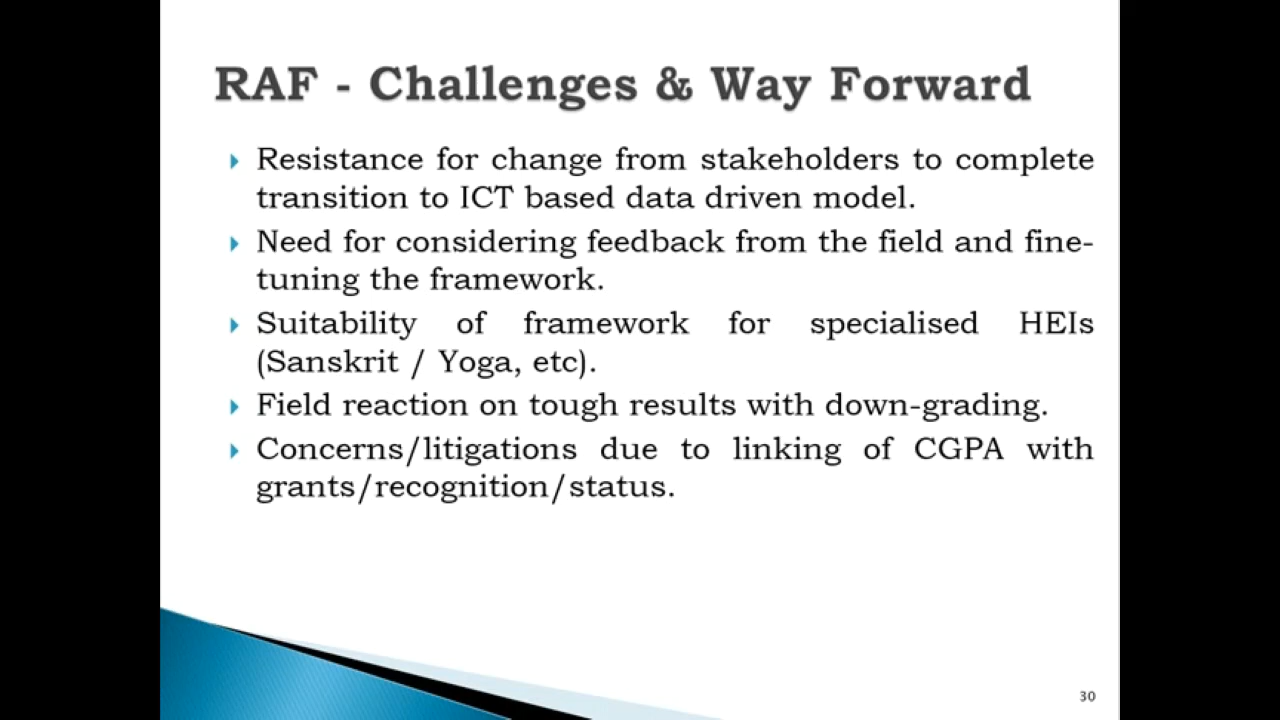 RAF - Challenges & Way Forward
Resistance for change from stakeholders to complete
transition to ICT based data driven model.
Need for considering feedback from the field and fine-
tuning the framework.
Suitability of framework for specialised HEIs
(Sanskrit / Yoga, etc).
Field reaction on tough results with down-grading.
Concerns/litigations due to linking of CGPA with
grants/recognition/status.
30